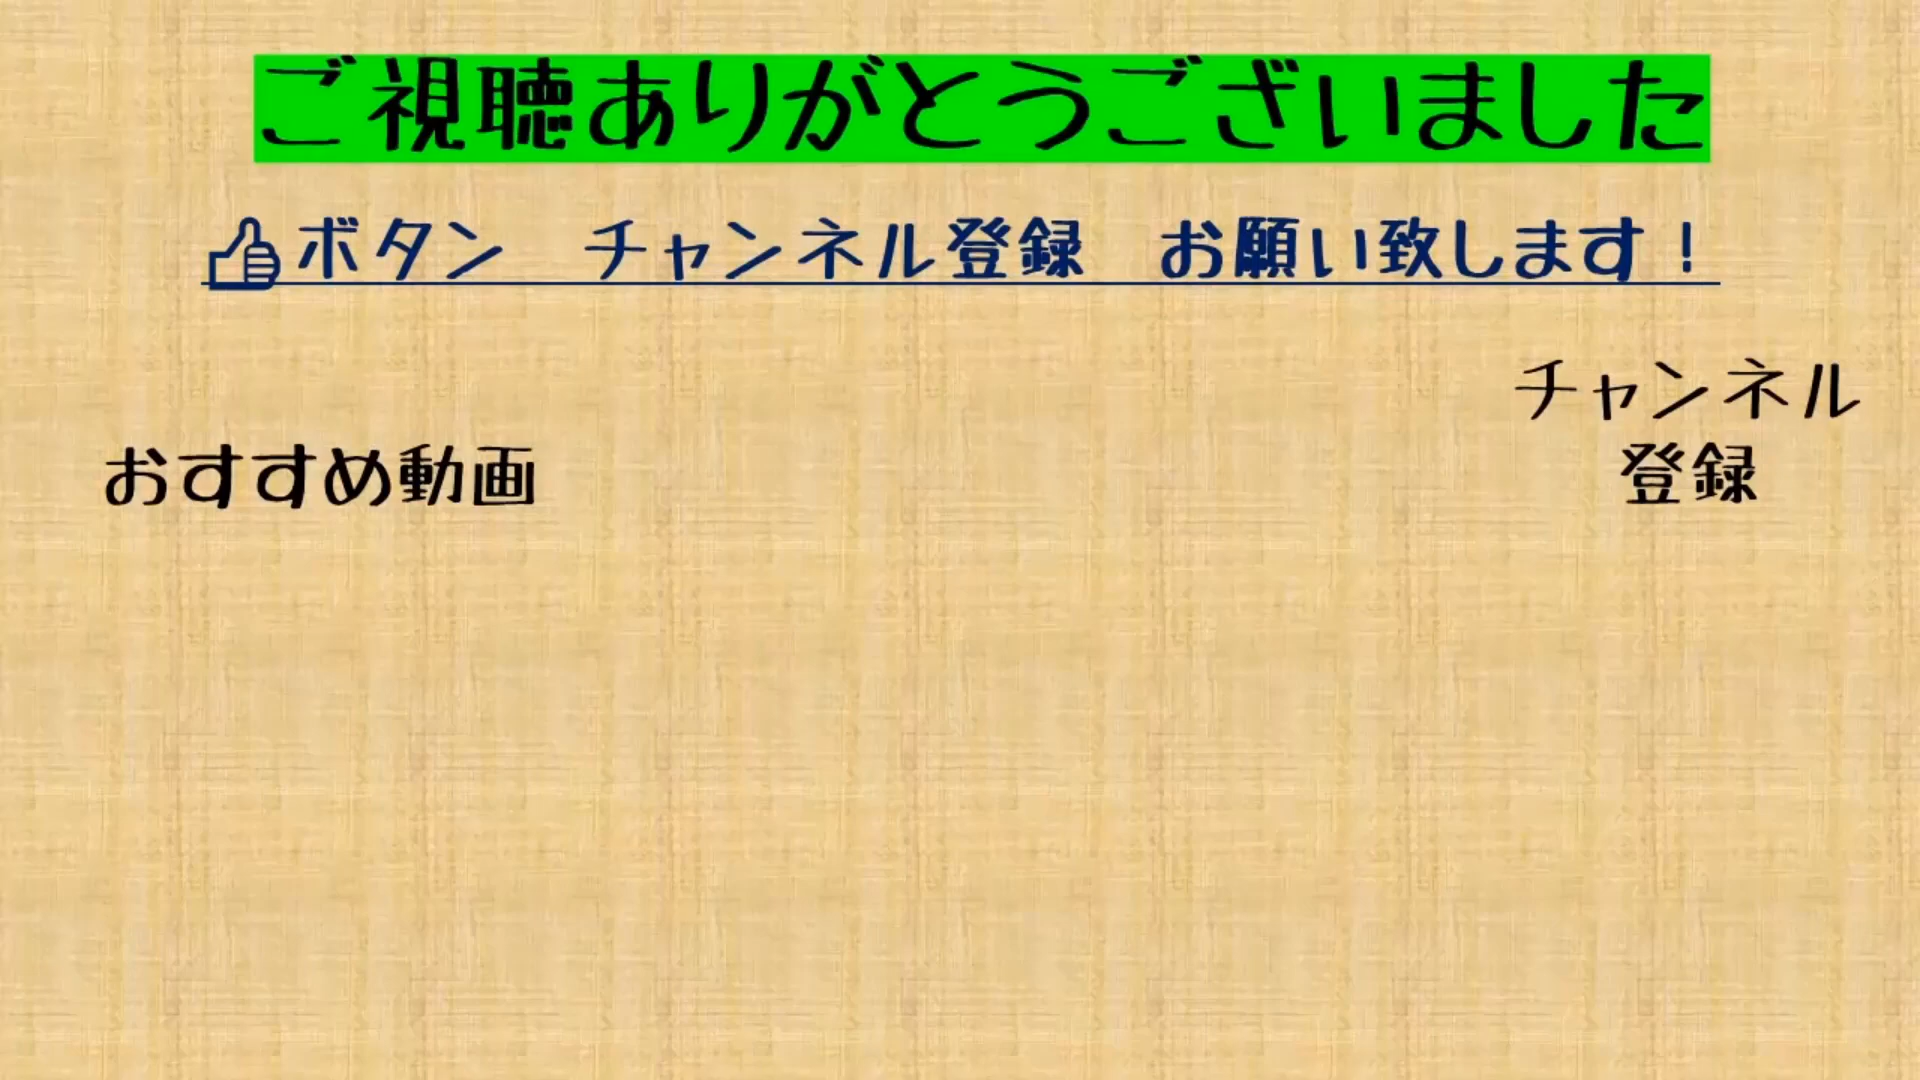 ご視聴ありがとうございました
👍ボタン　チャンネル登録　お願い致します！
チャンネル
登録
おすすめ動画